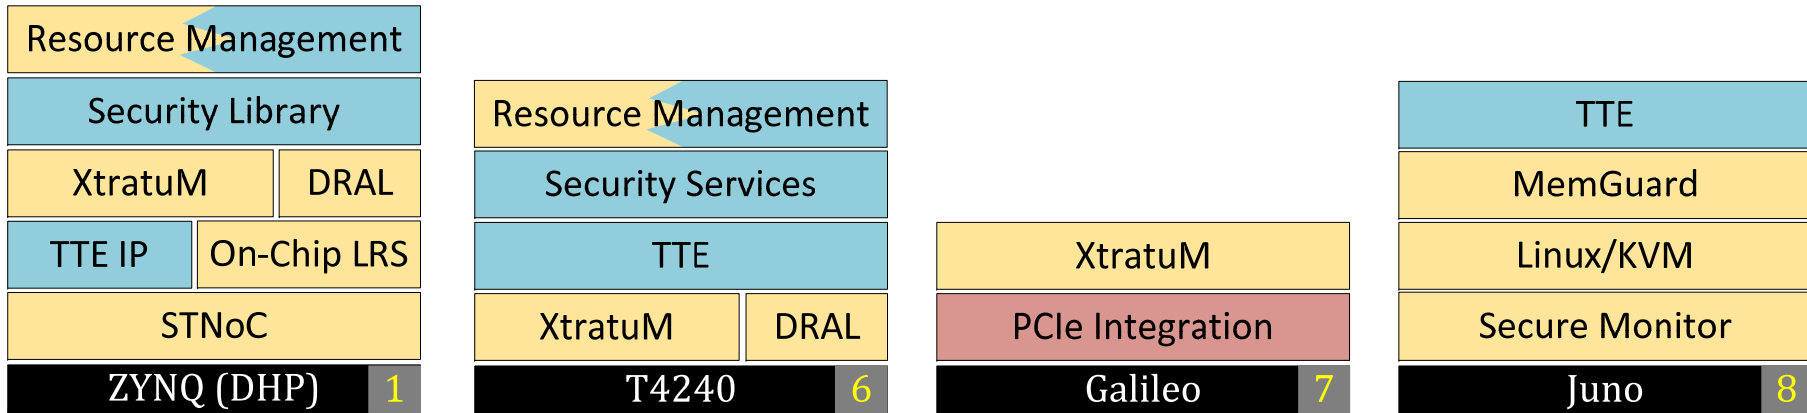 Resource Management
Security Library
XtratuM
DRAL
TTE IP
On-Chip LRS
STNoC
ZYNQ (DHP)
1
Resource Management
Security Services
TTE
XtratuM
DRAL
T4240
6
XtratuM
PCIe Integration
Galileo
7
TTE
MemGuard
Linux/KVM
Secure Monitor
Juno
8